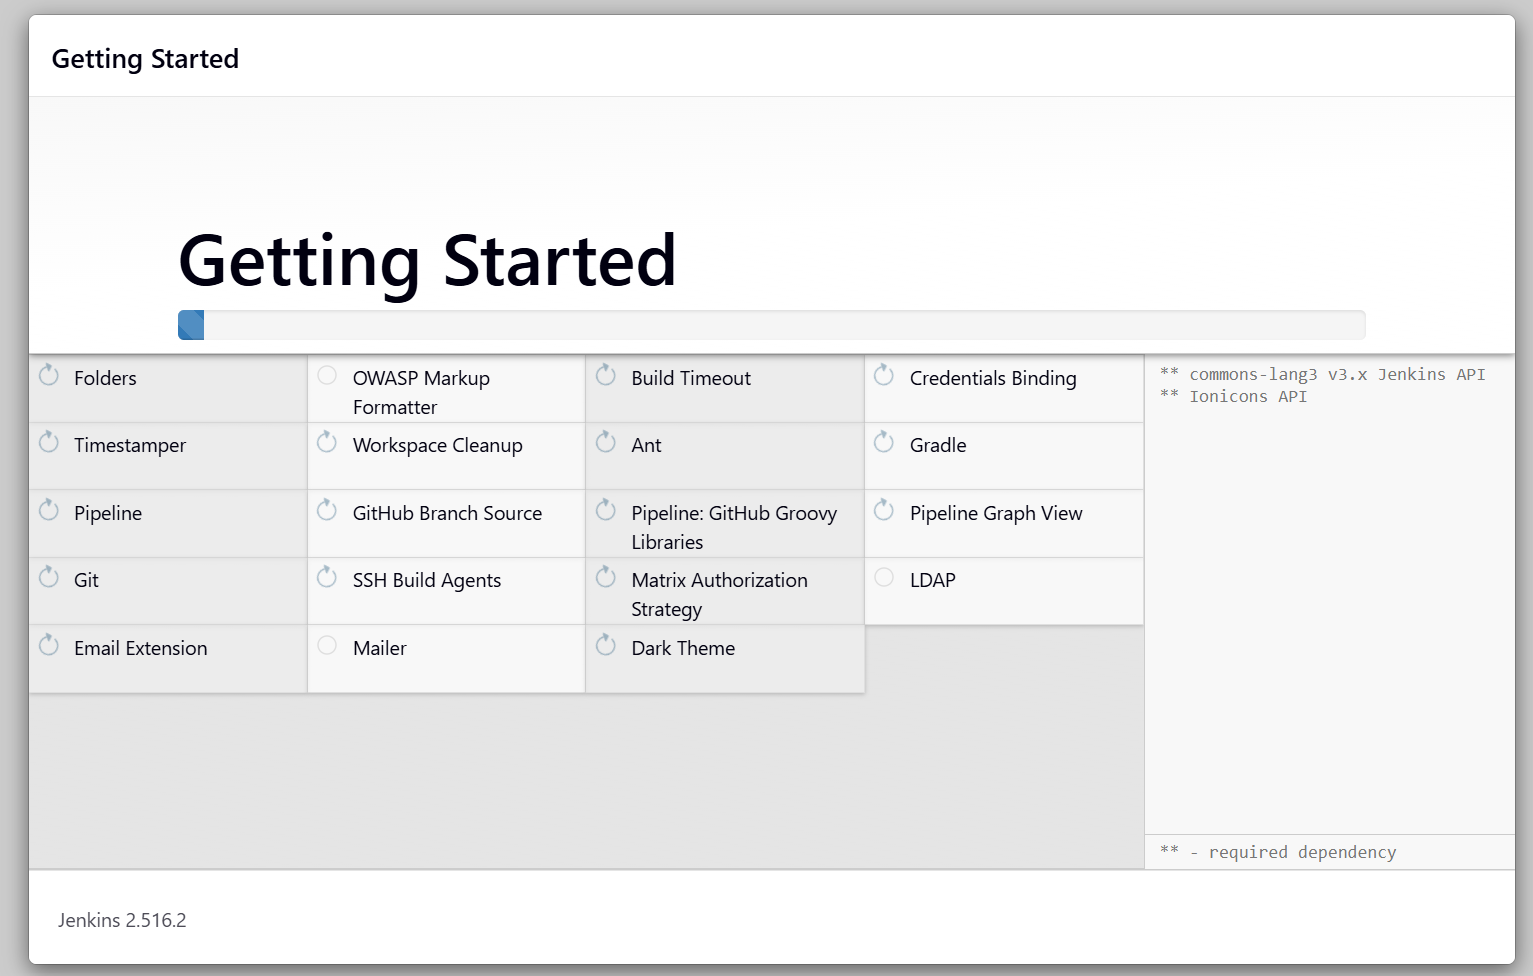 Getting Started
Getting Started
Folders
OWASP Markup
Formatter
Build Timeout
Credentials Binding
Timestamper
Workspace Cleanup
Ant
Gradle
Pipeline
GitHub Branch Source
Pipeline: GitHub Groovy
Libraries
Pipeline Graph View
Git
SSH Build Agents
Matrix Authorization
Strategy
LDAP
Email Extension
Mailer
Dark Theme
** commons-lang3 v3.x Jenkins API
** Ionicons API
** - required dependency
Jenkins 2.516.2